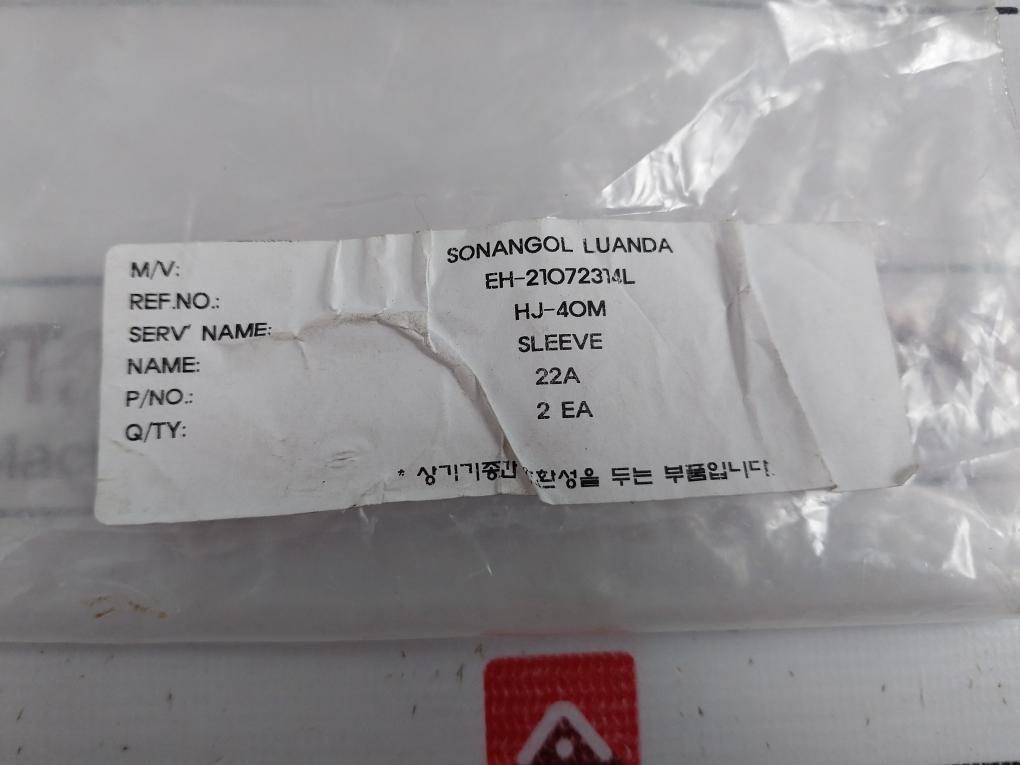 M/V: SONANGOL LUANDA
REF.NO.: EH-21072314L
SERV' NAME: HJ-40M
NAME: SLEEVE
P/NO.: 22A
Q/TY: 2 EA
* 상기기종간 환성을 두는 부품입니다.